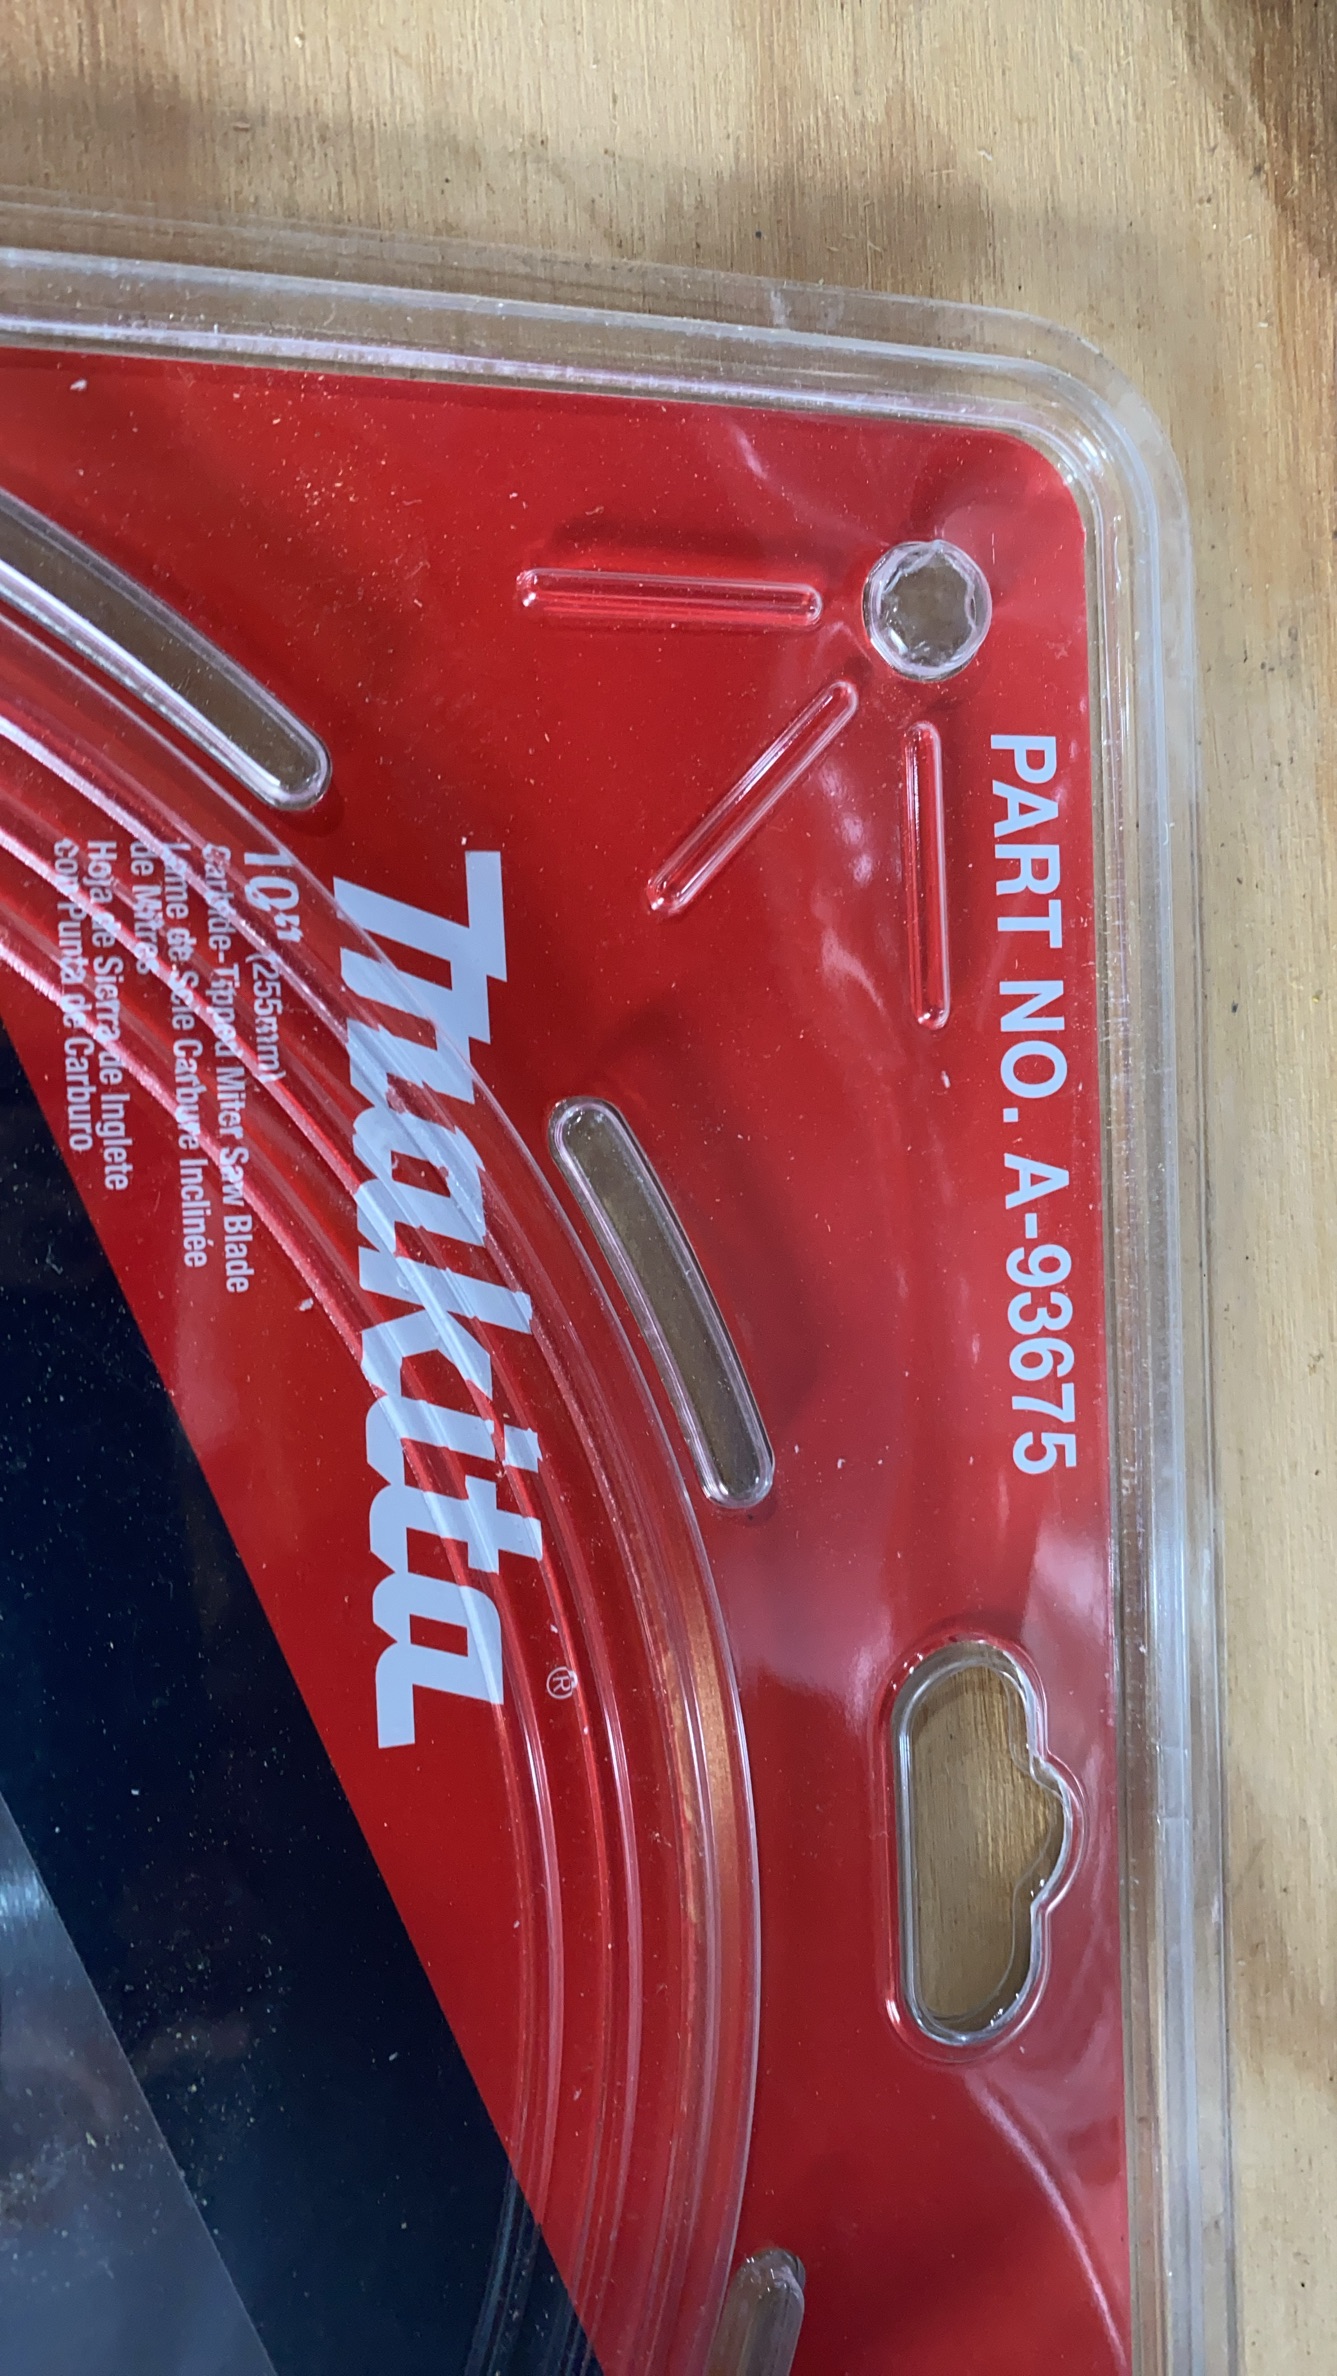 PART NO. A-93675
Makita®
10" (255mm)
Carbide-Tipped Miter Saw Blade
Lame de Scie Carbure Inclinée
de Mitres
Hoja de Sierra de Inglete
con Punta de Carburo